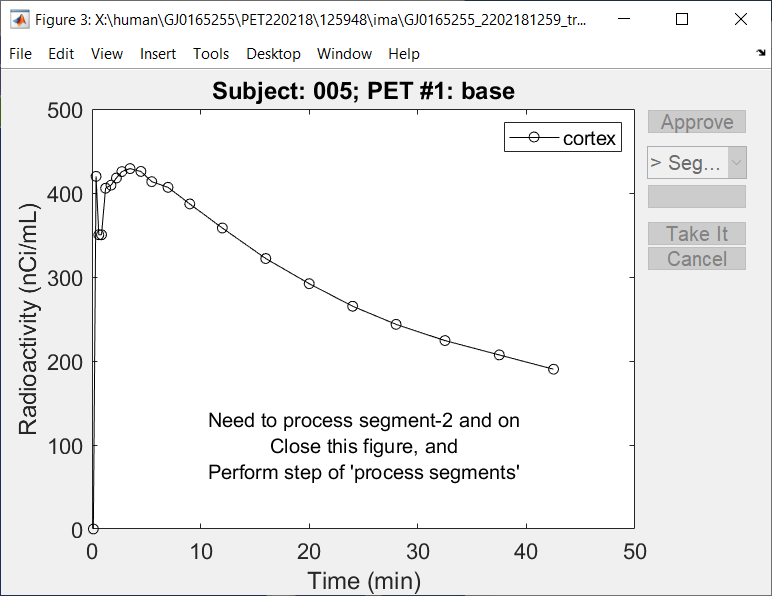 Figure 3: X:\human\GJ0165255\PET220218\125948\ima\GJ0165255_2202181259_tr...
File Edit View Insert Tools Desktop Window Help
Subject: 005; PET #1: base
500
400
300
200
100
0
Radioactivity (nCi/mL)
cortex
Need to process segment-2 and on
Close this figure, and
Perform step of 'process segments'
0 10 20 30 40 50
Time (min)
Approve
> Seg...
Take It
Cancel